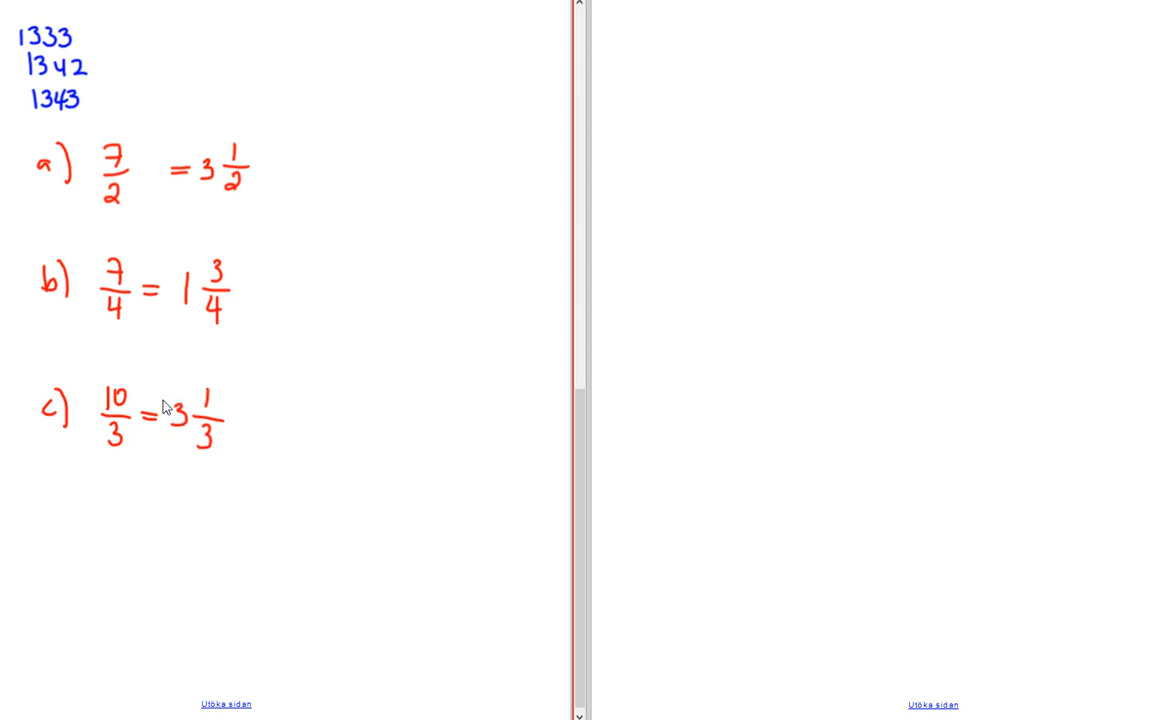 1333
1342
1343
a) 7/2 = 3 1/2
b) 7/4 = 1 3/4
c) 10/3 = 3 1/3
Utöka sidan
Utöka sidan